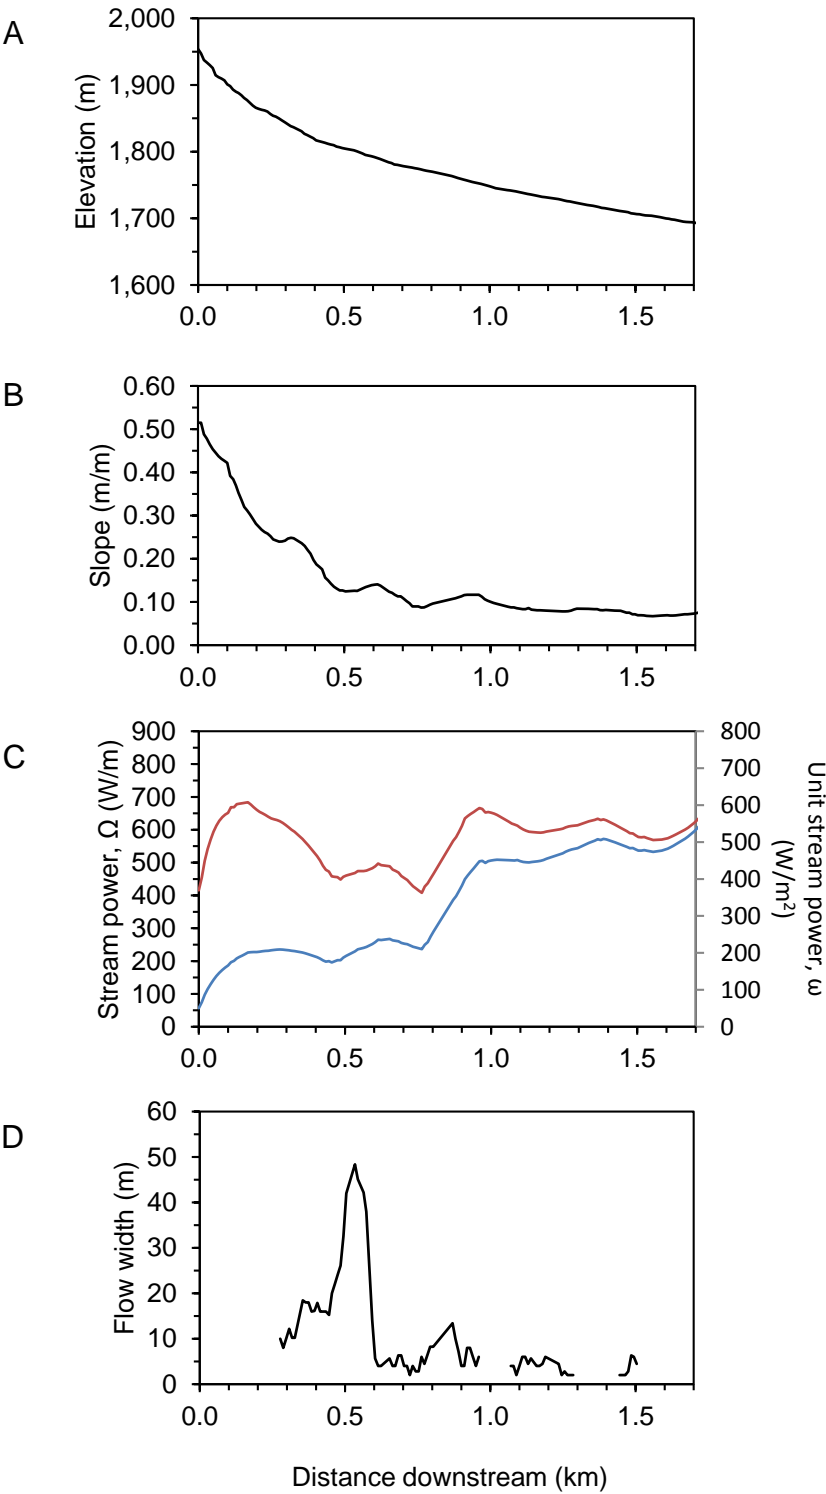 A
Elevation (m)
2,000
1,900
1,800
1,700
1,600
0.0 0.5 1.0 1.5
B
Slope (m/m)
0.60
0.50
0.40
0.30
0.20
0.10
0.00
0.0 0.5 1.0 1.5
C
Stream power, Ω (W/m)
900
800
700
600
500
400
300
200
100
0
0.0 0.5 1.0 1.5
800
700
600
500
400
300
200
100
0
Unit stream power, ω
(W/m²)
D
Flow width (m)
60
50
40
30
20
10
0
0.0 0.5 1.0 1.5
Distance downstream (km)